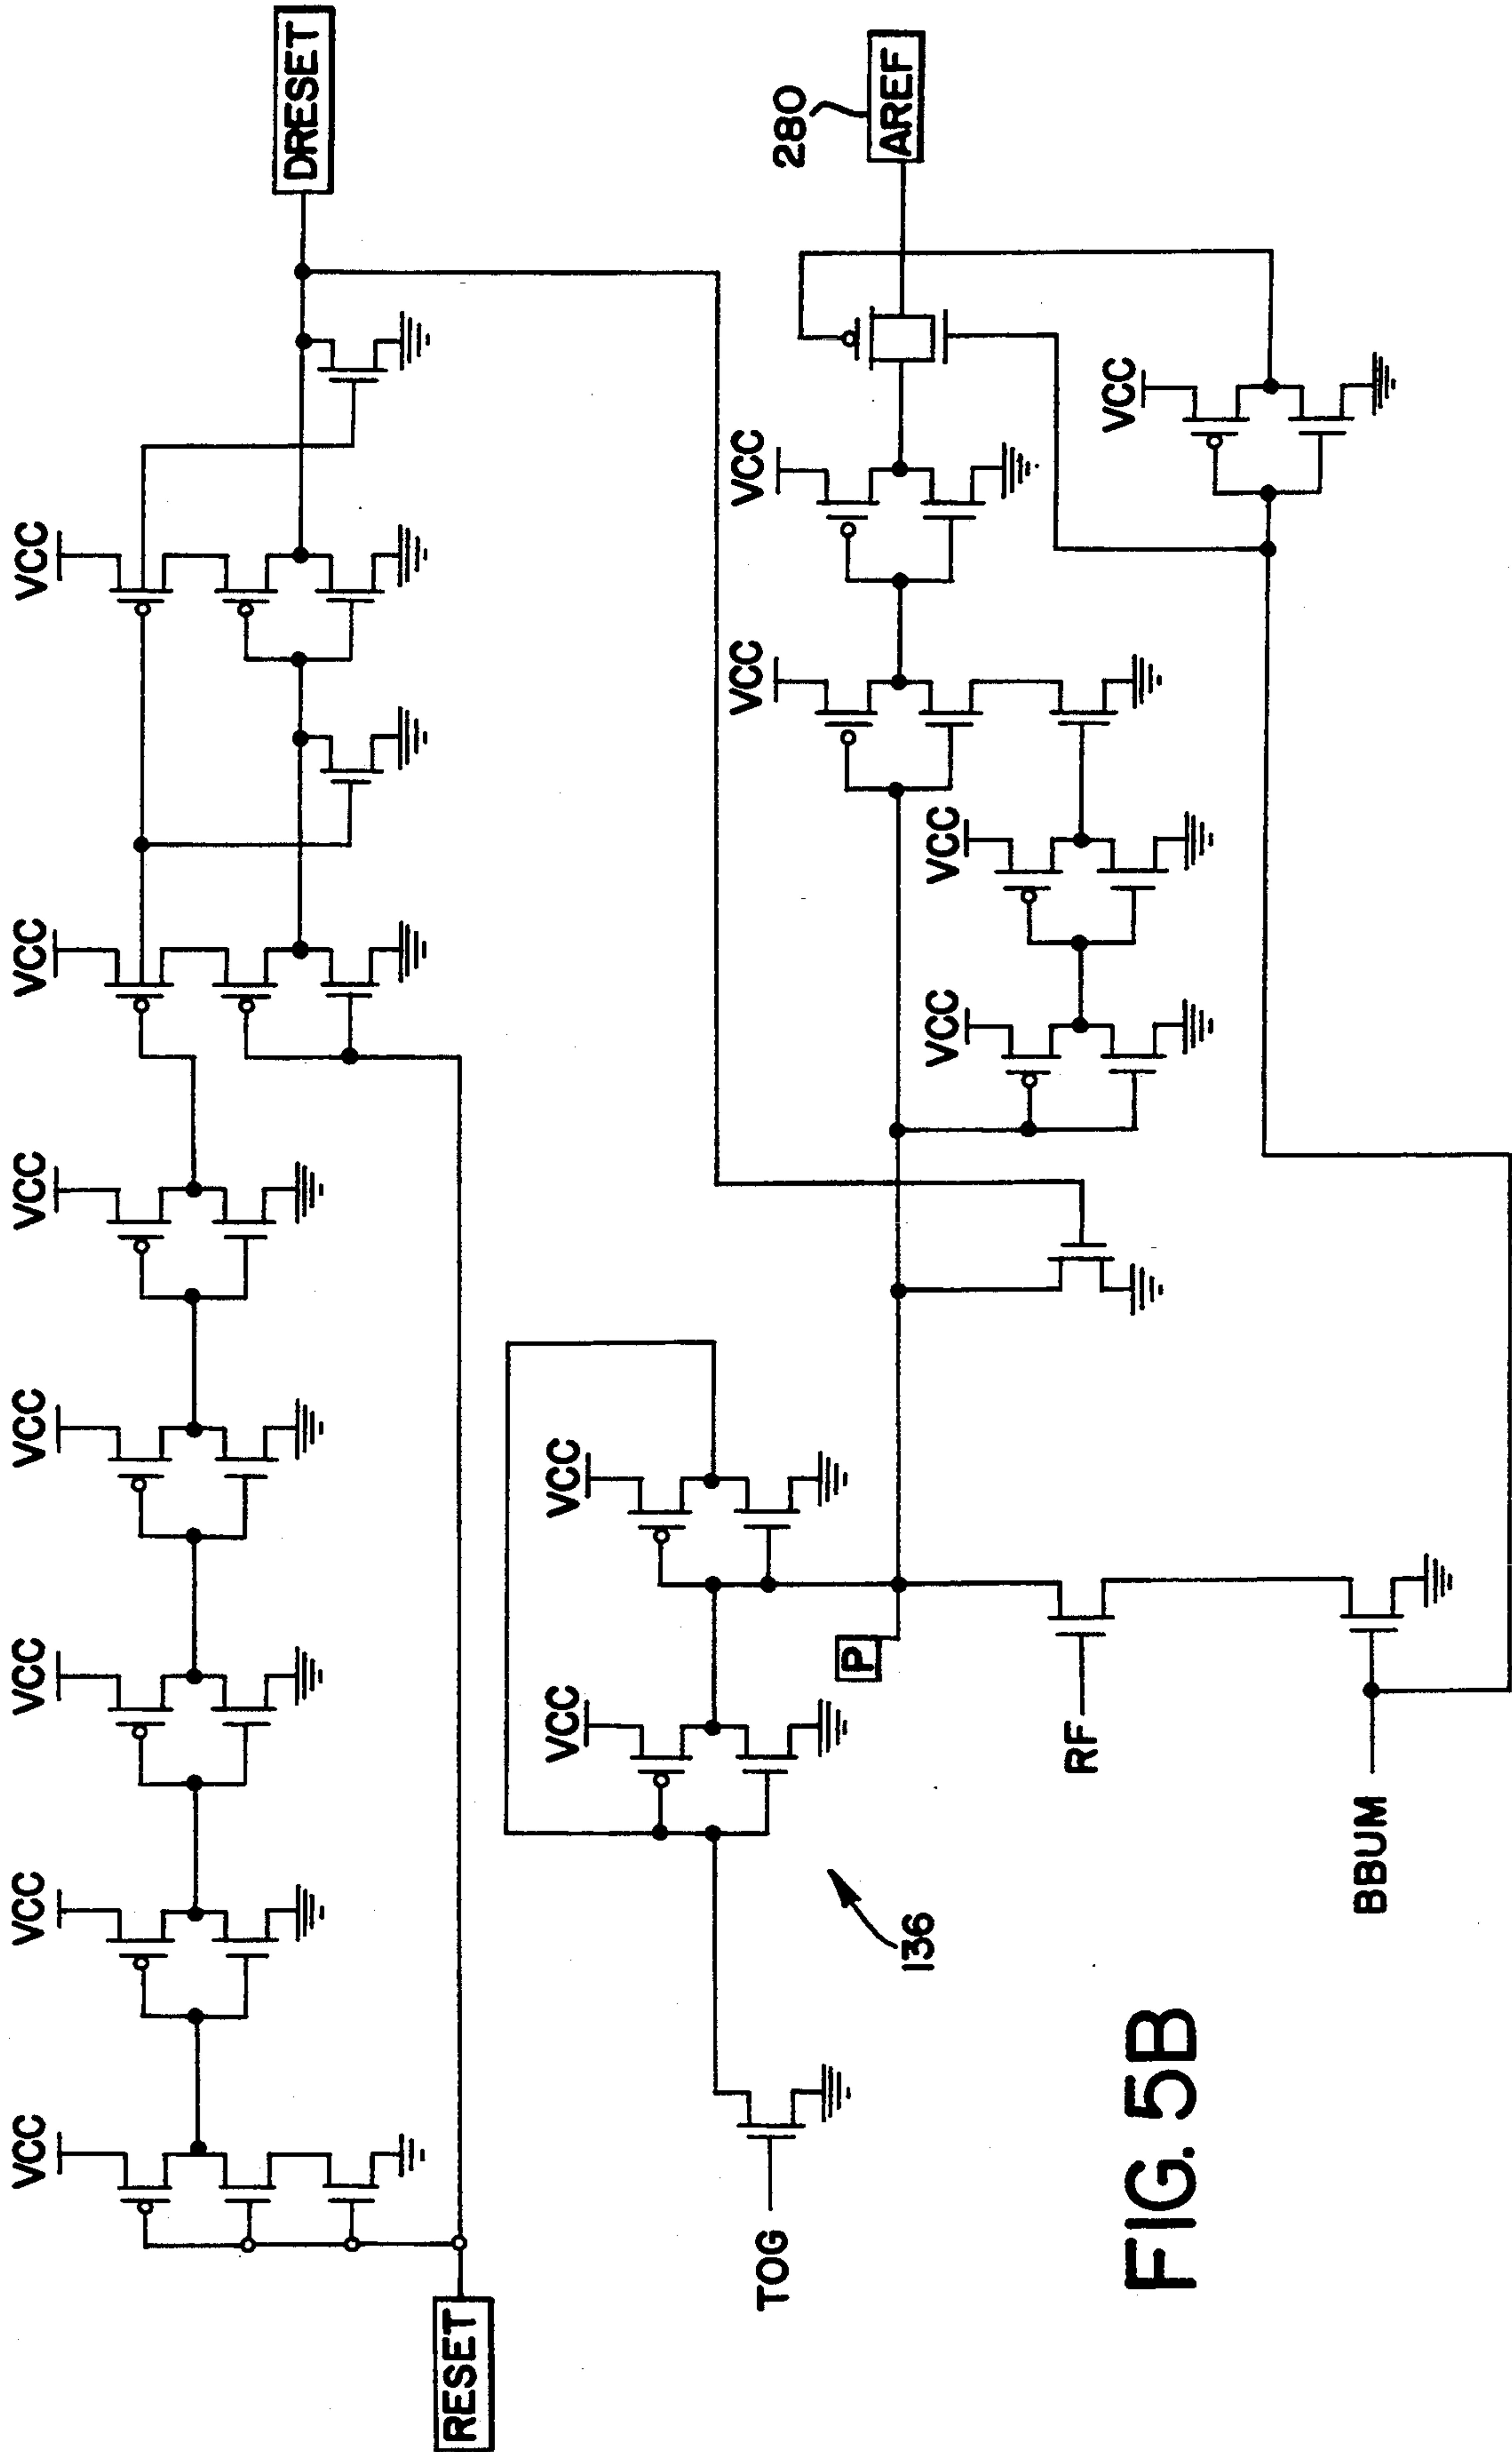 VCC
VCC
VCC
VCC
VCC
VCC
VCC
DRESET
RESET
VCC
VCC
VCC
VCC
TOG
280
P
AREF
136
VCC
VCC
RF
VCC
BBUM
FIG. 5B